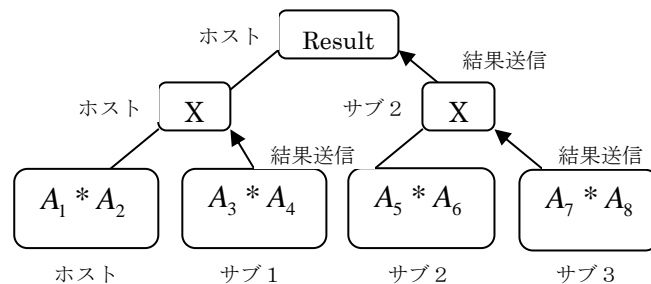 ホスト Result
結果送信
ホスト X サブ２ X
結果送信 結果送信
A₁ * A₂ A₃ * A₄ A₅ * A₆ A₇ * A₈
ホスト サブ１ サブ２ サブ３